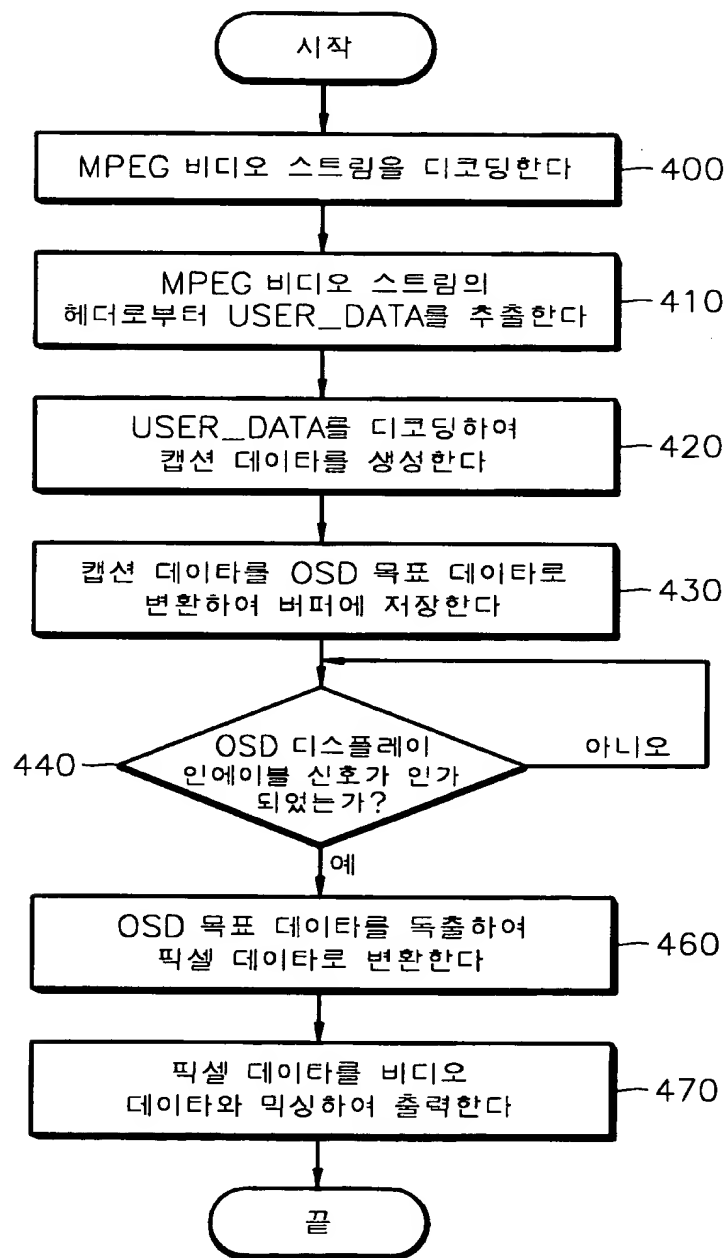 시작
MPEG 비디오 스트림을 디코딩한다
400
MPEG 비디오 스트림의
헤더로부터 USER_DATA를 추출한다
410
USER_DATA를 디코딩하여
캡션 데이타를 생성한다
420
캡션 데이타를 OSD 목표 데이타로
변환하여 버퍼에 저장한다
430
440
OSD 디스플레이
인에이블 신호가 인가
되었는가?
아니오
예
OSD 목표 데이타를 독출하여
픽셀 데이타로 변환한다
460
픽셀 데이타를 비디오
데이타와 믹싱하여 출력한다
470
끝